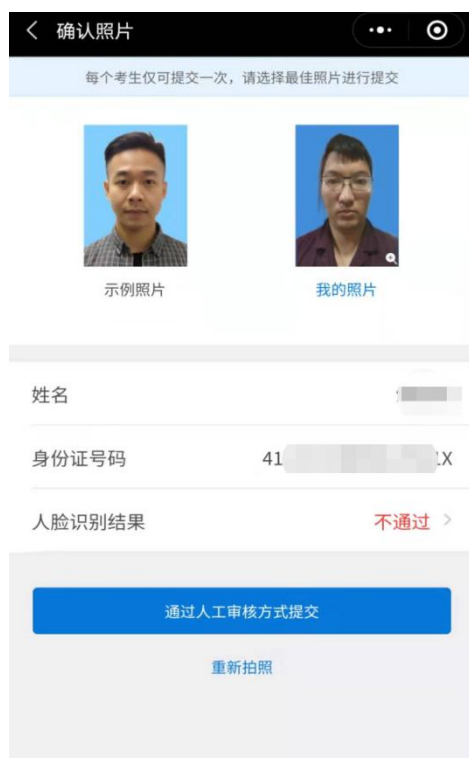 确认照片
每个考生仅可提交一次，请选择最佳照片进行提交
示例照片
我的照片
姓名
身份证号码 41 X
人脸识别结果 不通过
通过人工审核方式提交
重新拍照